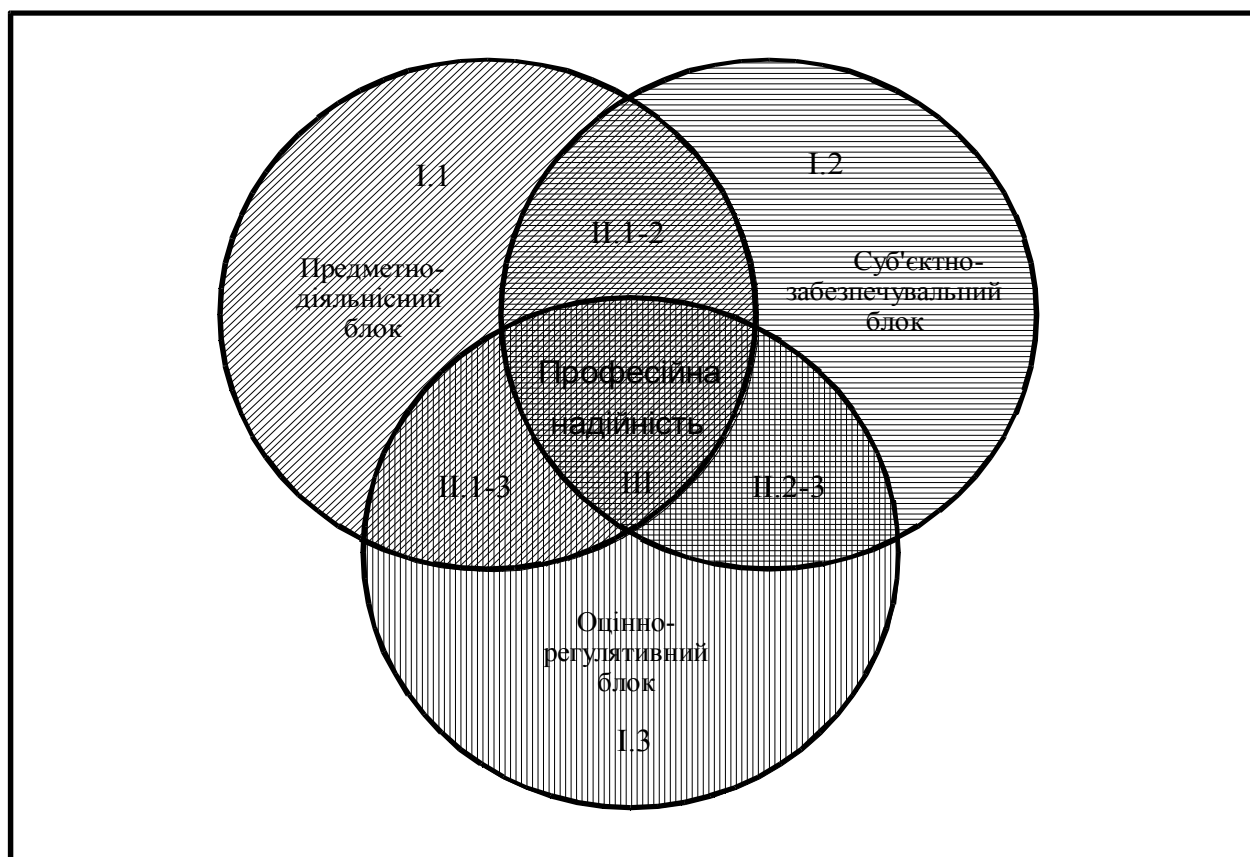 І.1
І.2
ІІ.1-2
Предметно-
діяльнісний
блок
Суб'єктно-
забезпечувальний
блок
Професійна
надійність
ІІ.1-3
ІІІ
ІІ.2-3
Оцінно-
регулятивний
блок
І.3